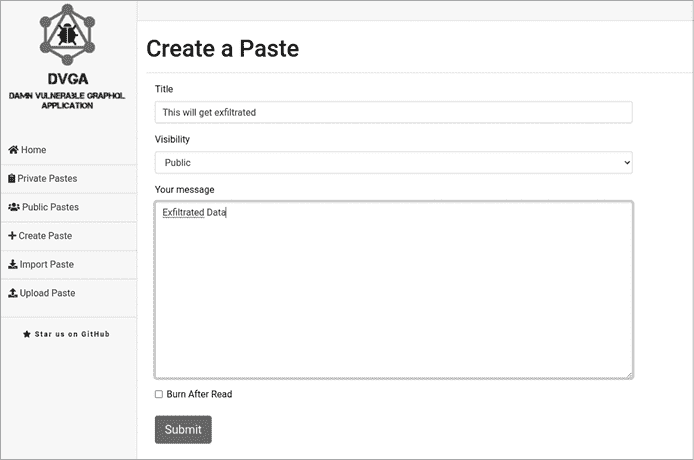 DVGA
DAMN VULNERABLE GRAPHQL
APPLICATION
Home
Private Pastes
Public Pastes
Create Paste
Import Paste
Upload Paste
Star us on GitHub
Create a Paste
Title
This will get exfiltrated
Visibility
Public
Your message
Exfiltrated Data
Burn After Read
Submit